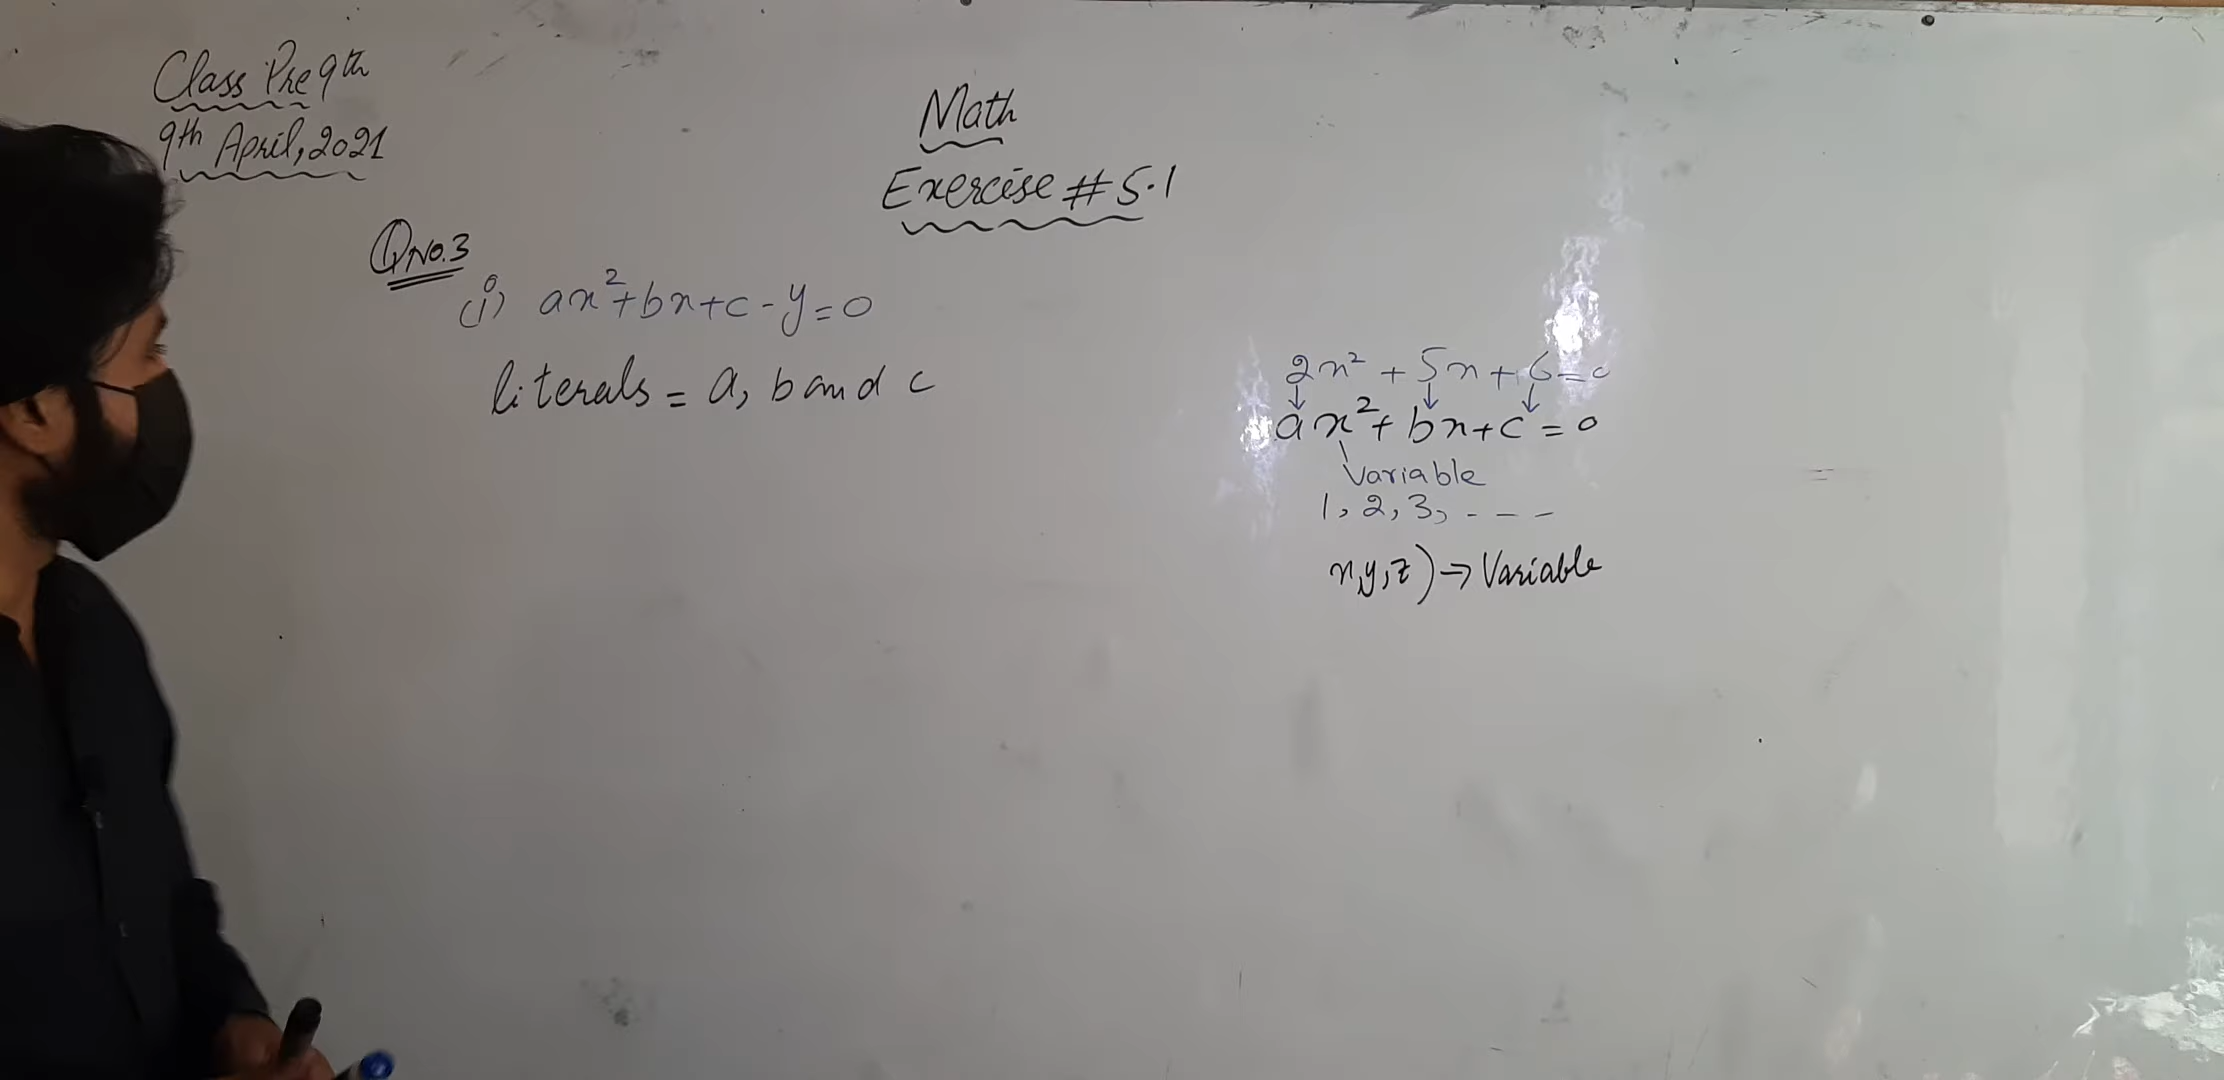 Class Pre 9th
9th April, 2021
Math
Exercise # 5.1
Q No. 3
(i) ax²+bx+c-y=0
literals = a, b and c
2x² + 5x + 6 = 0
↓ ↓ ↓
ax² + bx + c = 0
Variable
1, 2, 3, - - -
x, y, z) → Variable